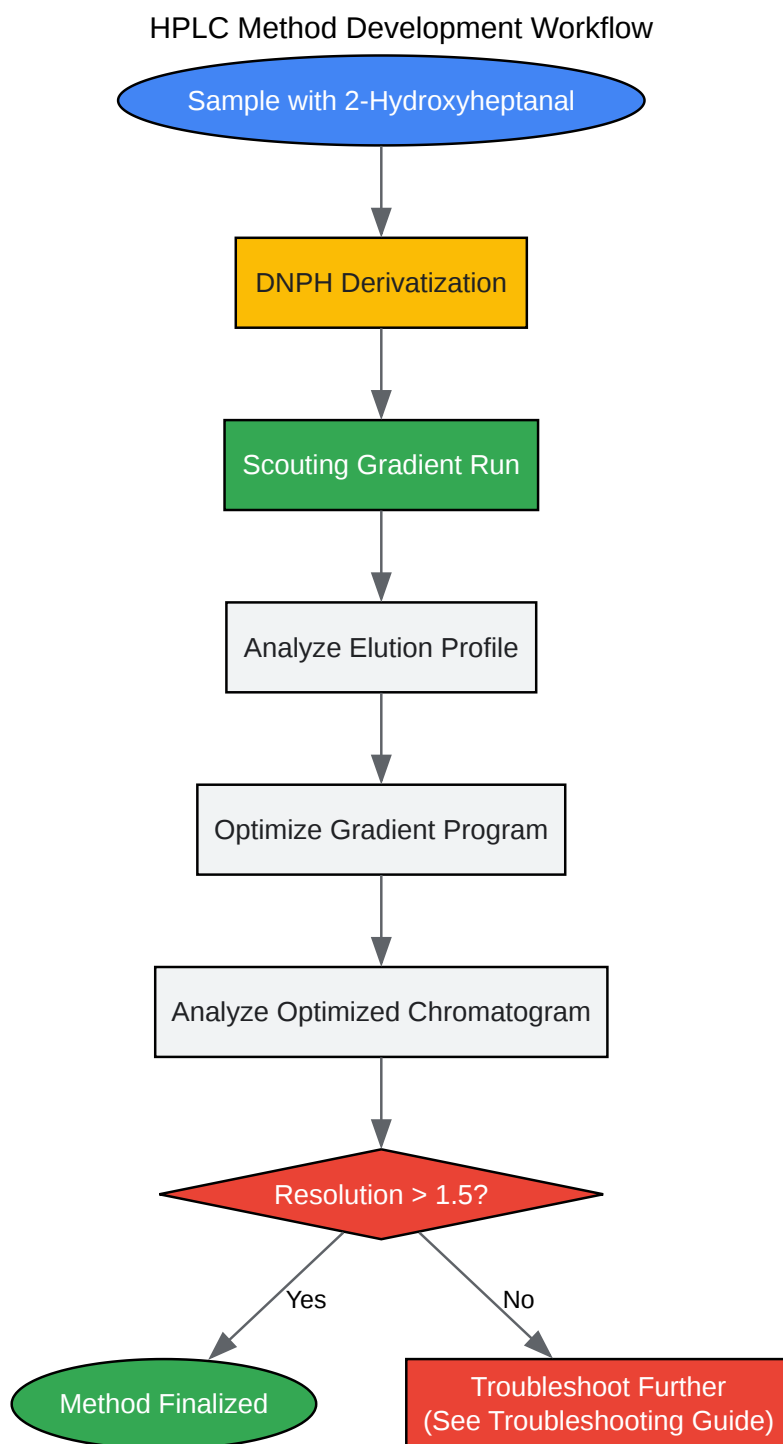 HPLC Method Development Workflow
Sample with 2-Hydroxyheptanal
DNPH Derivatization
Scouting Gradient Run
Analyze Elution Profile
Optimize Gradient Program
Analyze Optimized Chromatogram
Resolution > 1.5?
Yes
No
Method Finalized
Troubleshoot Further
(See Troubleshooting Guide)